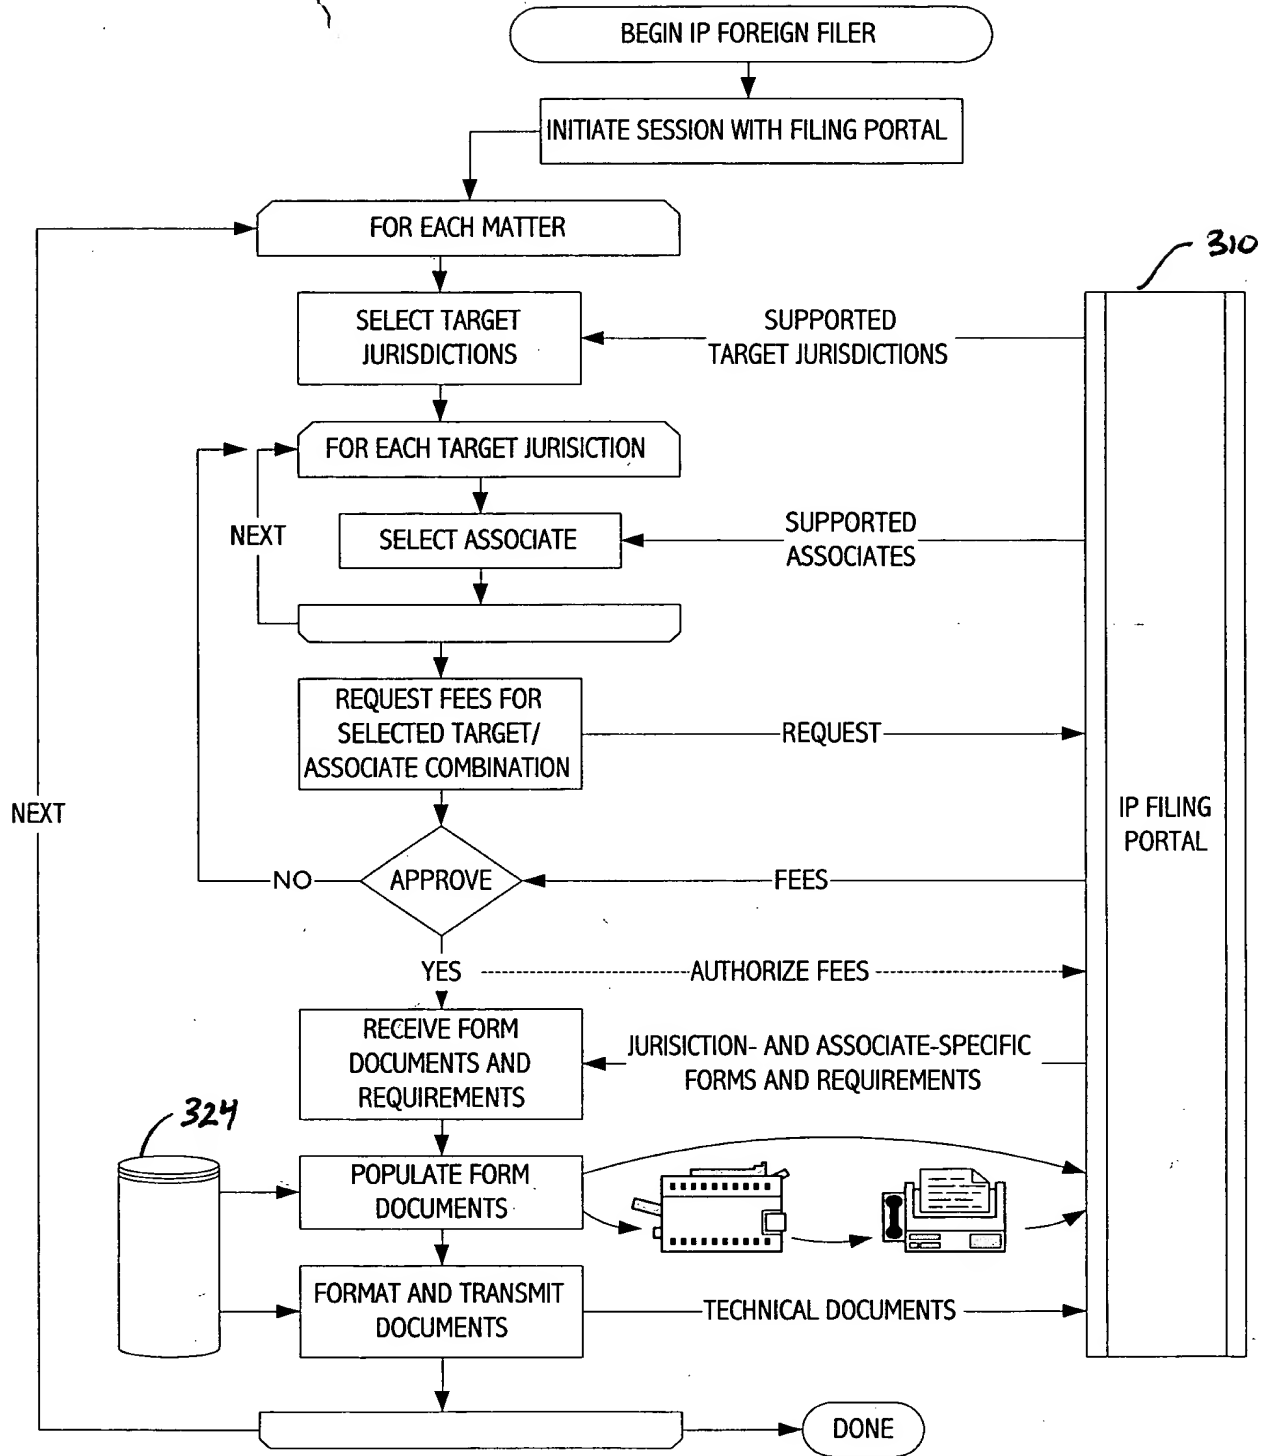 BEGIN IP FOREIGN FILER
INITIATE SESSION WITH FILING PORTAL
FOR EACH MATTER
310
SELECT TARGET
JURISDICTIONS
SUPPORTED
TARGET JURISDICTIONS
FOR EACH TARGET JURISICTION
NEXT
SELECT ASSOCIATE
SUPPORTED
ASSOCIATES
REQUEST FEES FOR
SELECTED TARGET/
ASSOCIATE COMBINATION
REQUEST
NEXT
IP FILING
PORTAL
NO
APPROVE
FEES
YES
AUTHORIZE FEES
RECEIVE FORM
DOCUMENTS AND
REQUIREMENTS
JURISICTION- AND ASSOCIATE-SPECIFIC
FORMS AND REQUIREMENTS
324
POPULATE FORM
DOCUMENTS
FORMAT AND TRANSMIT
DOCUMENTS
TECHNICAL DOCUMENTS
DONE